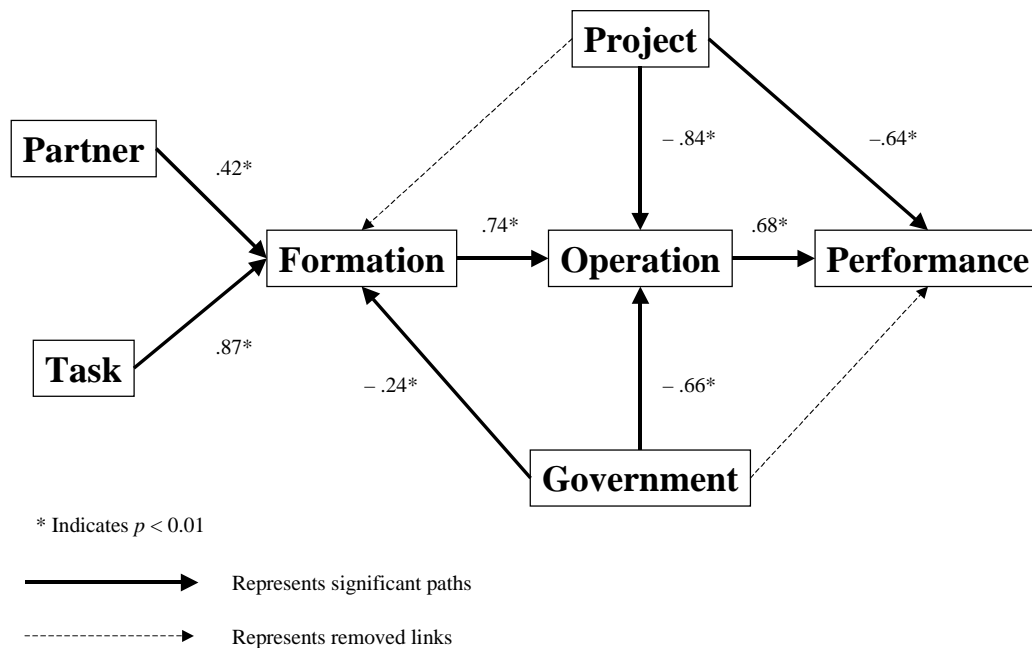 Project
Partner
– .84*
–.64*
.42*
.74*
.68*
Formation
Operation
Performance
Task
.87*
– .24*
– .66*
Government
* Indicates p < 0.01
Represents significant paths
Represents removed links